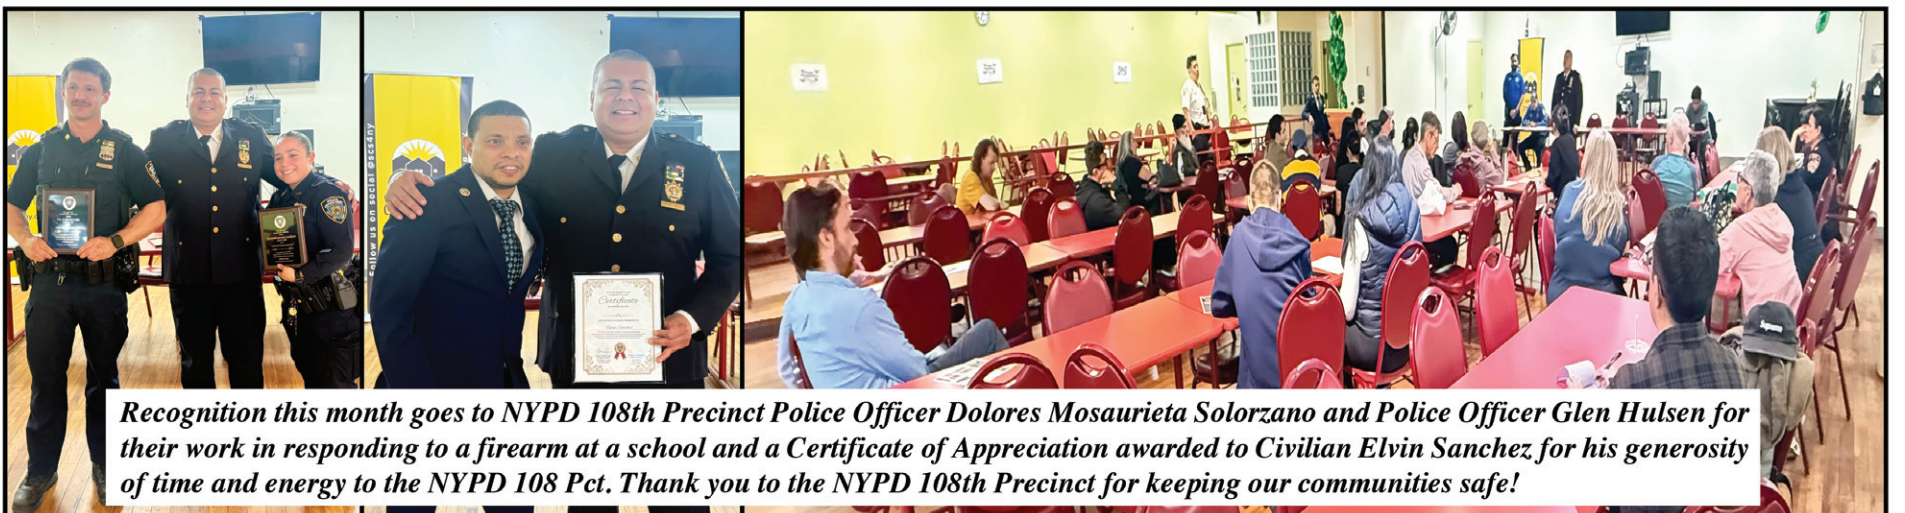 follow us on social @scs4ny
Certificate
Supreme
Recognition this month goes to NYPD 108th Precinct Police Officer Dolores Mosaurieta Solorzano and Police Officer Glen Hulsen for
their work in responding to a firearm at a school and a Certificate of Appreciation awarded to Civilian Elvin Sanchez for his generosity
of time and energy to the NYPD 108 Pct. Thank you to the NYPD 108th Precinct for keeping our communities safe!